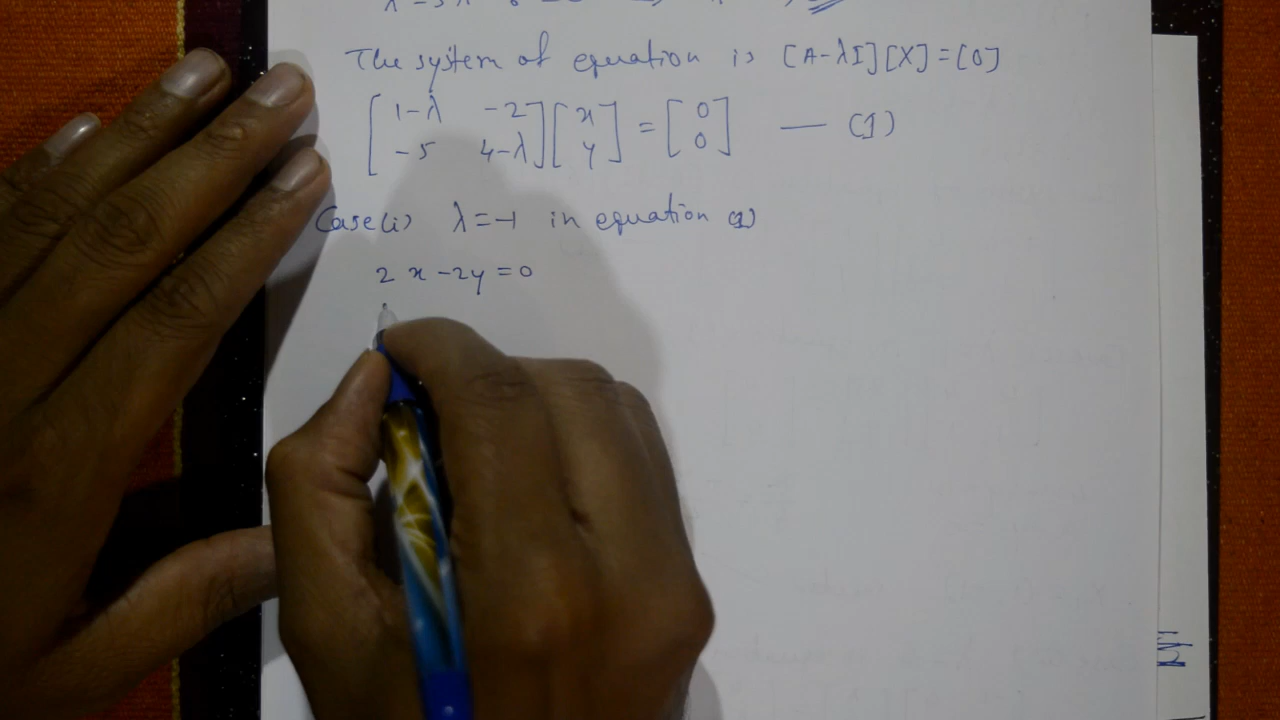 The system of equation is [A-λI][X]=[0]
[1-λ -2
-5 4-λ][x
y] = [0
0] — (1)
Case(i) λ=-1 in equation (1)
2x-2y=0